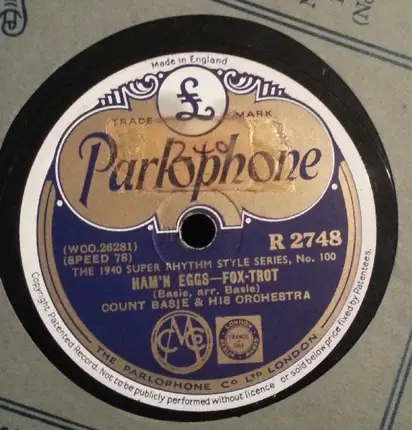 Made in England
£
TRADE MARK
Parlophone
(WCO.26281)
R 2748
(SPEED 78)
THE 1940 SUPER RHYTHM STYLE SERIES, No. 100
HAM'N EGGS—FOX-TROT
(Basie, arr. Basie)
COUNT BASIE & HIS ORCHESTRA
THE PARLOPHONE CO LTD LONDON
Copyright. Patented Record. Not to be publicly performed without licence or sold below price fixed by Patentees.